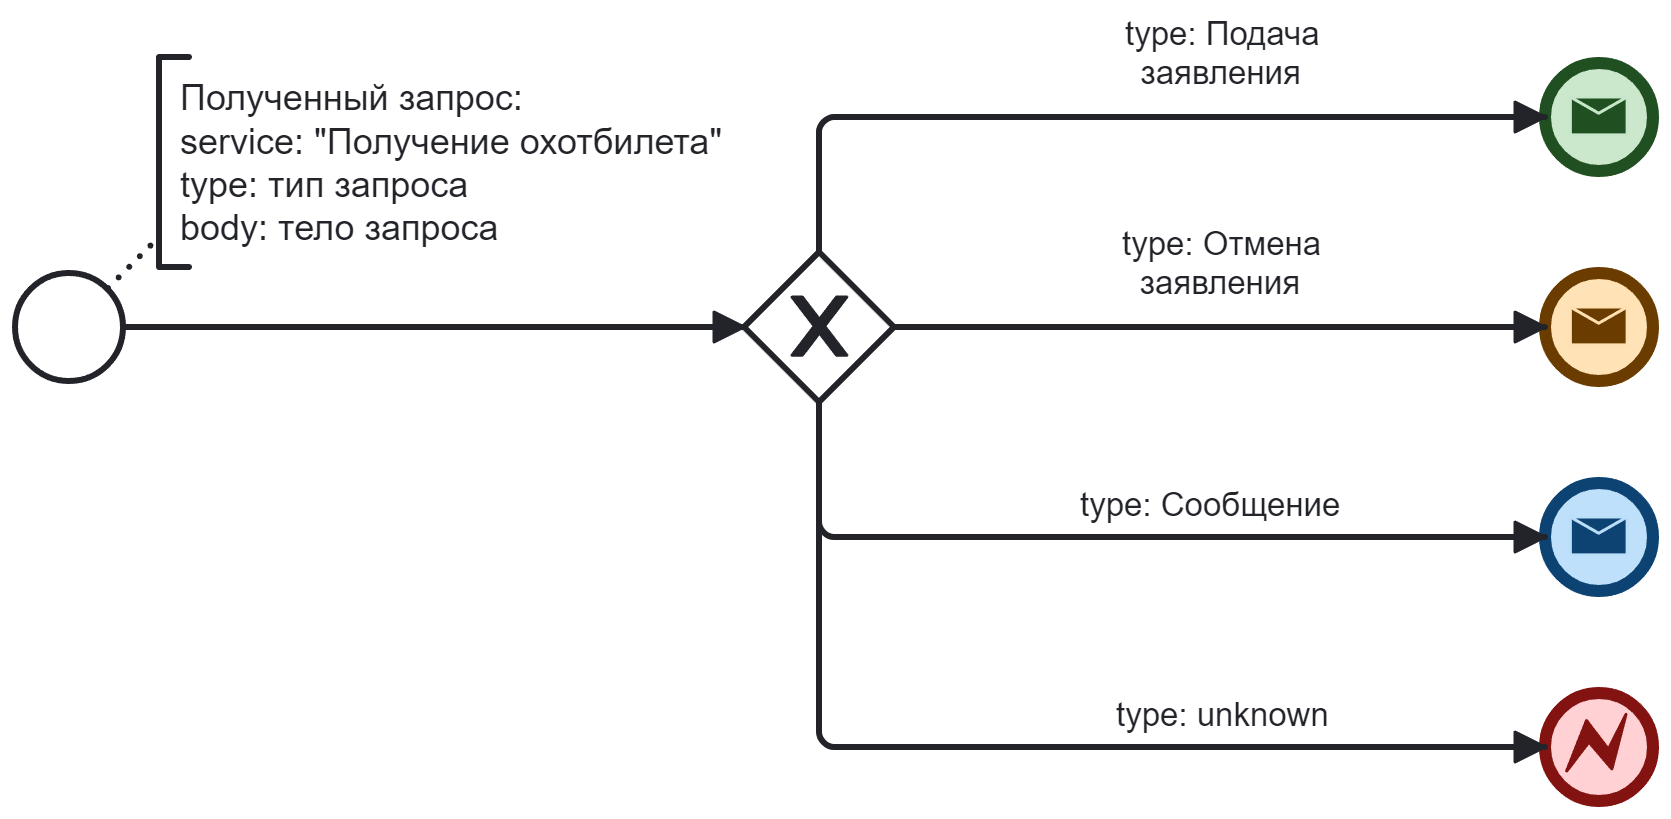 Полученный запрос:
service: "Получение охотбилета"
type: тип запроса
body: тело запроса
type: Подача
заявления
type: Отмена
заявления
type: Сообщение
type: unknown